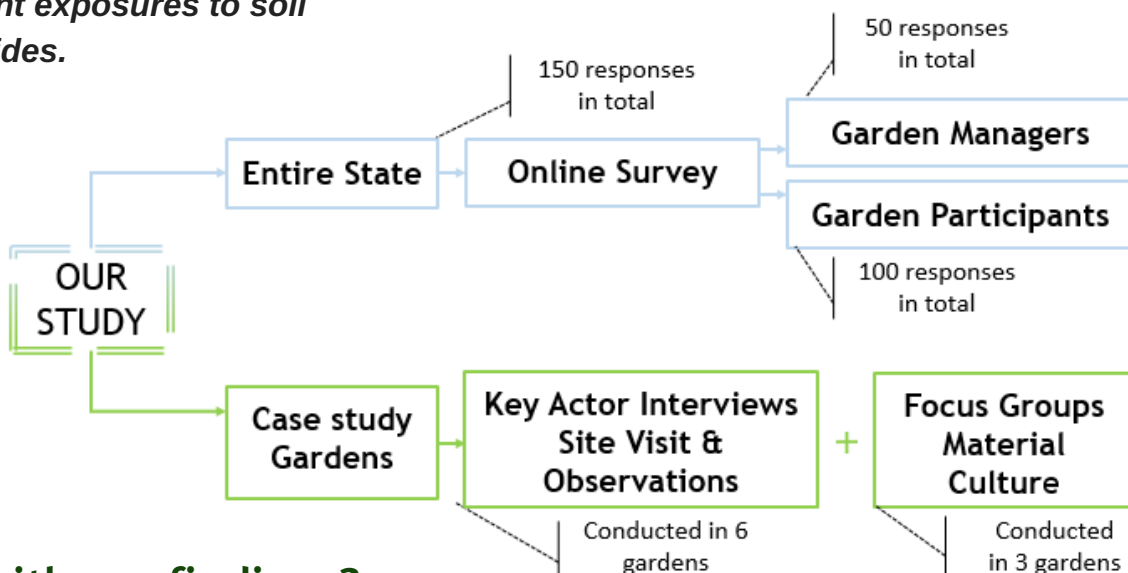 nt exposures to soil
ides.
150 responses
in total
50 responses
in total
Entire State
Online Survey
Garden Managers
Garden Participants
100 responses
in total
OUR
STUDY
Case study
Gardens
Key Actor Interviews
Site Visit &
Observations
+
Focus Groups
Material
Culture
Conducted in 6
gardens
Conducted
in 3 gardens